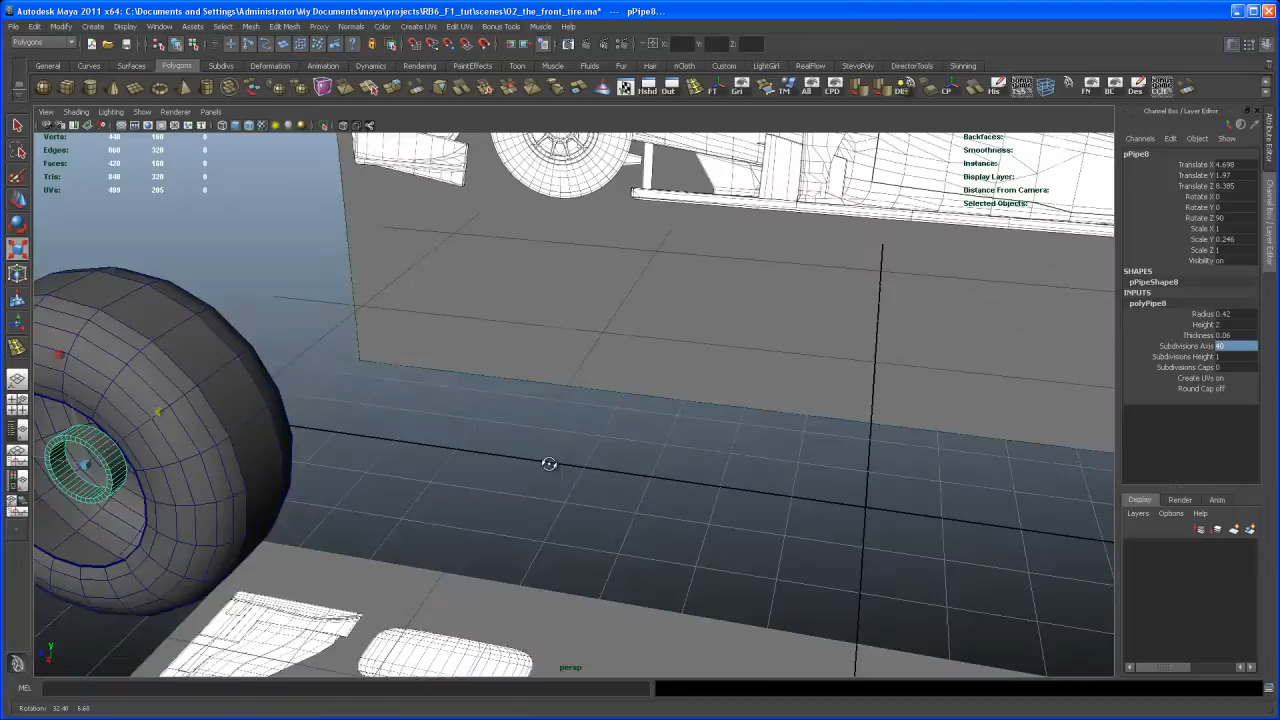 Autodesk Maya 2011 x64: C:\Documents and Settings\Administrator\My Documents\maya\projects\RB6_F1_tut\scenes\02_the_front_tire.ma* --- pPipe8...
File Edit Modify Create Display Window Assets Select Mesh Edit Mesh Proxy Normals Color Create UVs Edit UVs Muscle Help
Polygons X: Y: Z:
General Curves Surfaces Polygons Subdivs Deformation Animation Dynamics Rendering PaintEffects Toon Muscle Fluids Fur Hair nCloth Custom LightGirl RealFlow StevoPoly DirectorTools Skinning
Hshd Out FT Gri TM All CPD CP His FN DC Des
View Shading Lighting Show Renderer Panels
Verts: 440 160 0
Edges: 860 320 0
Faces: 420 160 0
Tris: 840 320 0
UVs: 499 205 0
Backfaces:
Smoothness:
Instance:
Display Layer:
Distance From Camera:
Selected Objects:
persp
Channel Box / Layer Editor
Channels Edit Object Show
pPipe8
Translate X 4.698
Translate Y 1.97
Translate Z 8.385
Rotate X 0
Rotate Y 0
Rotate Z 90
Scale X 1
Scale Y 0.246
Scale Z 1
Visibility on
SHAPES
pPipeShape8
INPUTS
polyPipe8
Radius 0.42
Height 2
Thickness 0.06
Subdivisions Axis 40
Subdivisions Height 1
Subdivisions Caps 0
Create UVs on
Round Cap off
Attribute Editor
Channel Box / Layer Editor
Display Render Anim
Layers Options Help
MEL
Rotation: 32.40 6.60